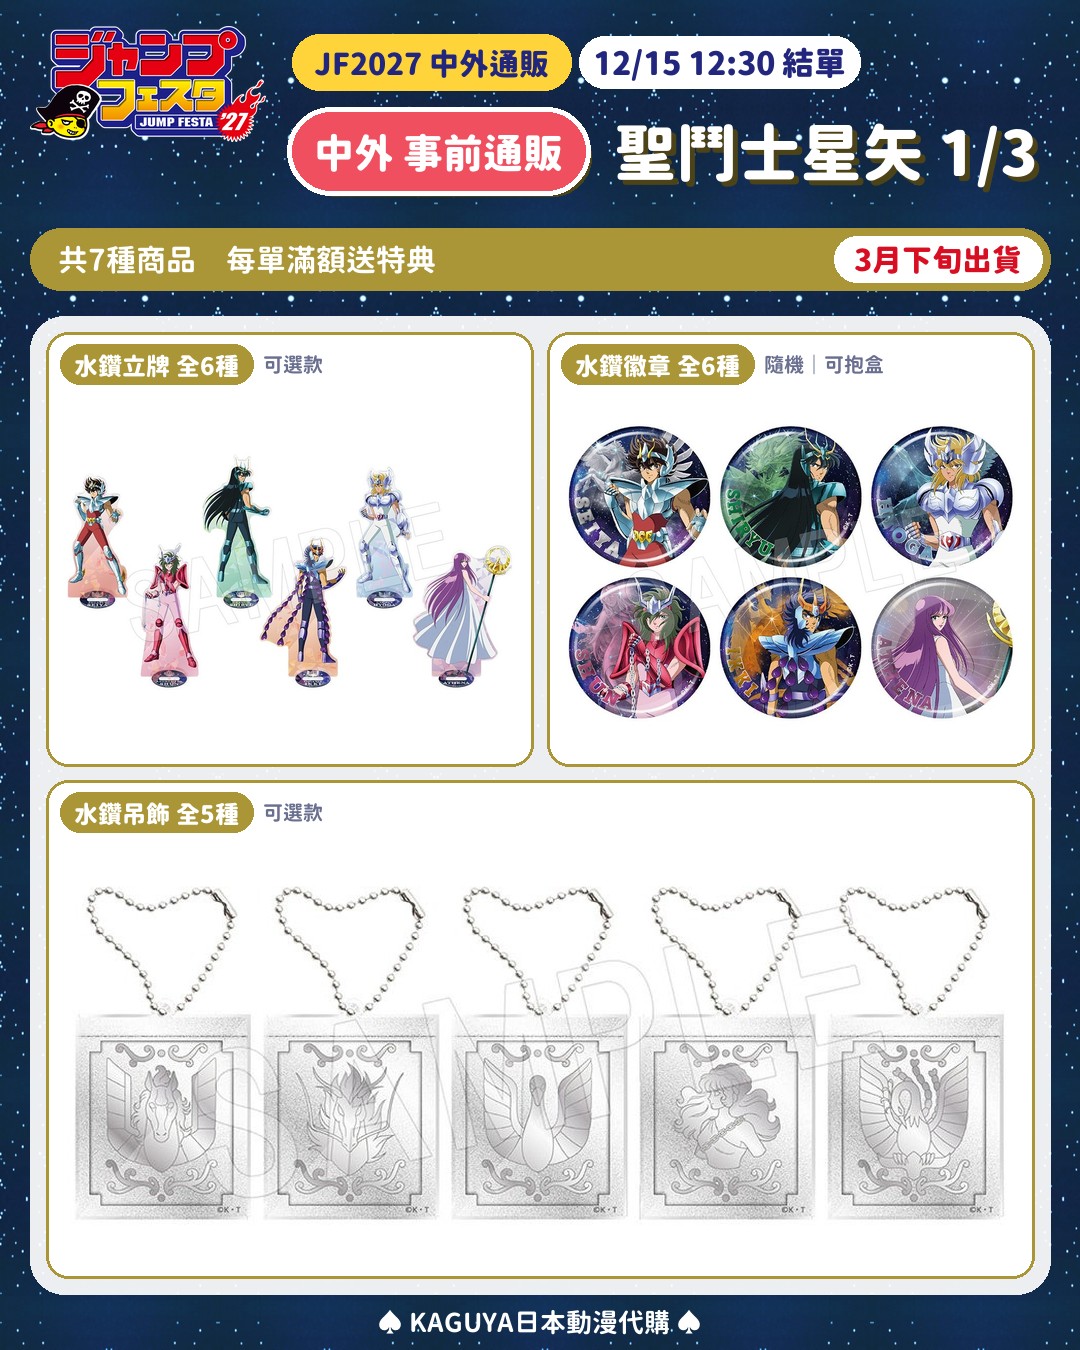 ジャンプ
フェスタ
JUMP FESTA '27
JF2027 中外通販
12/15 12:30 結單
中外 事前通販
聖鬥士星矢 1/3
共7種商品 每單滿額送特典
3月下旬出貨
水鑽立牌 全6種 可選款
水鑽徽章 全6種 隨機｜可抱盒
SAMPLE
SAMPLE
SEIYA
SHIRYU
SHUN
IKKI
ATHENA
水鑽吊飾 全5種 可選款
SAMPLE
©K・T
©K・T
©K・T
©K・T
©K・T
♠ KAGUYA日本動漫代購 ♠